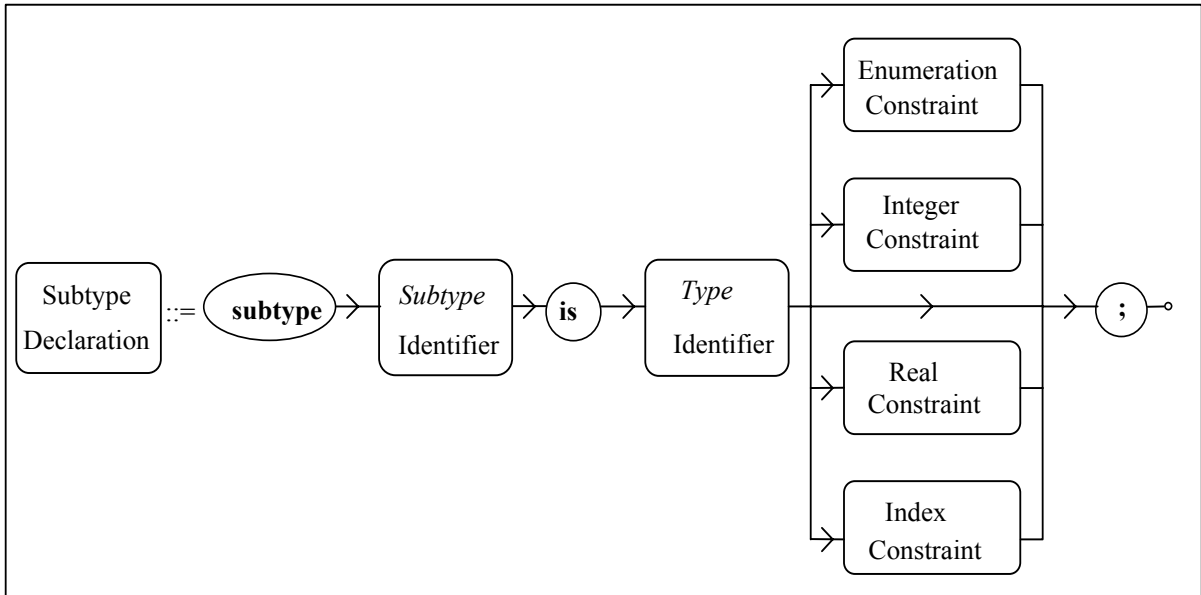 Subtype
Declaration
::=
subtype
Subtype
Identifier
is
Type
Identifier
Enumeration
Constraint
Integer
Constraint
Real
Constraint
Index
Constraint
;